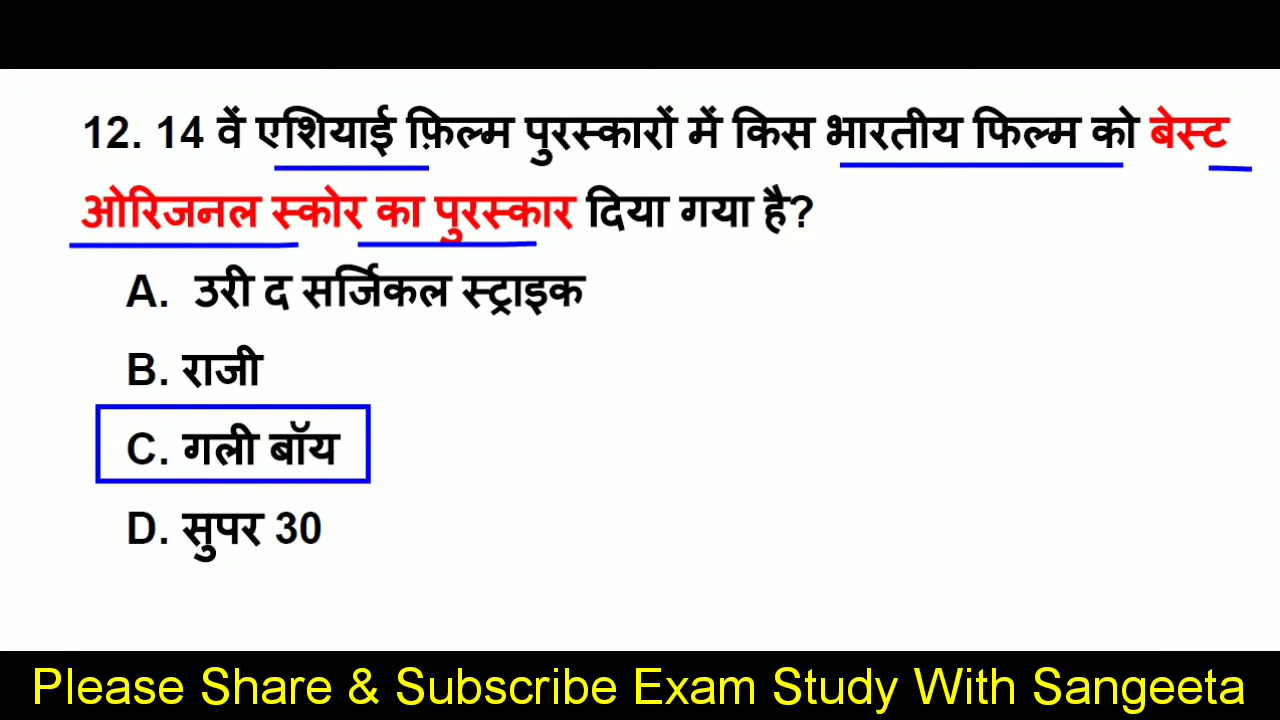 12. 14 वें एशियाई फ़िल्म पुरस्कारों में किस भारतीय फिल्म को बेस्ट
ओरिजनल स्कोर का पुरस्कार दिया गया है?
A. उरी द सर्जिकल स्ट्राइक
B. राजी
C. गली बॉय
D. सुपर 30
Please Share & Subscribe Exam Study With Sangeeta